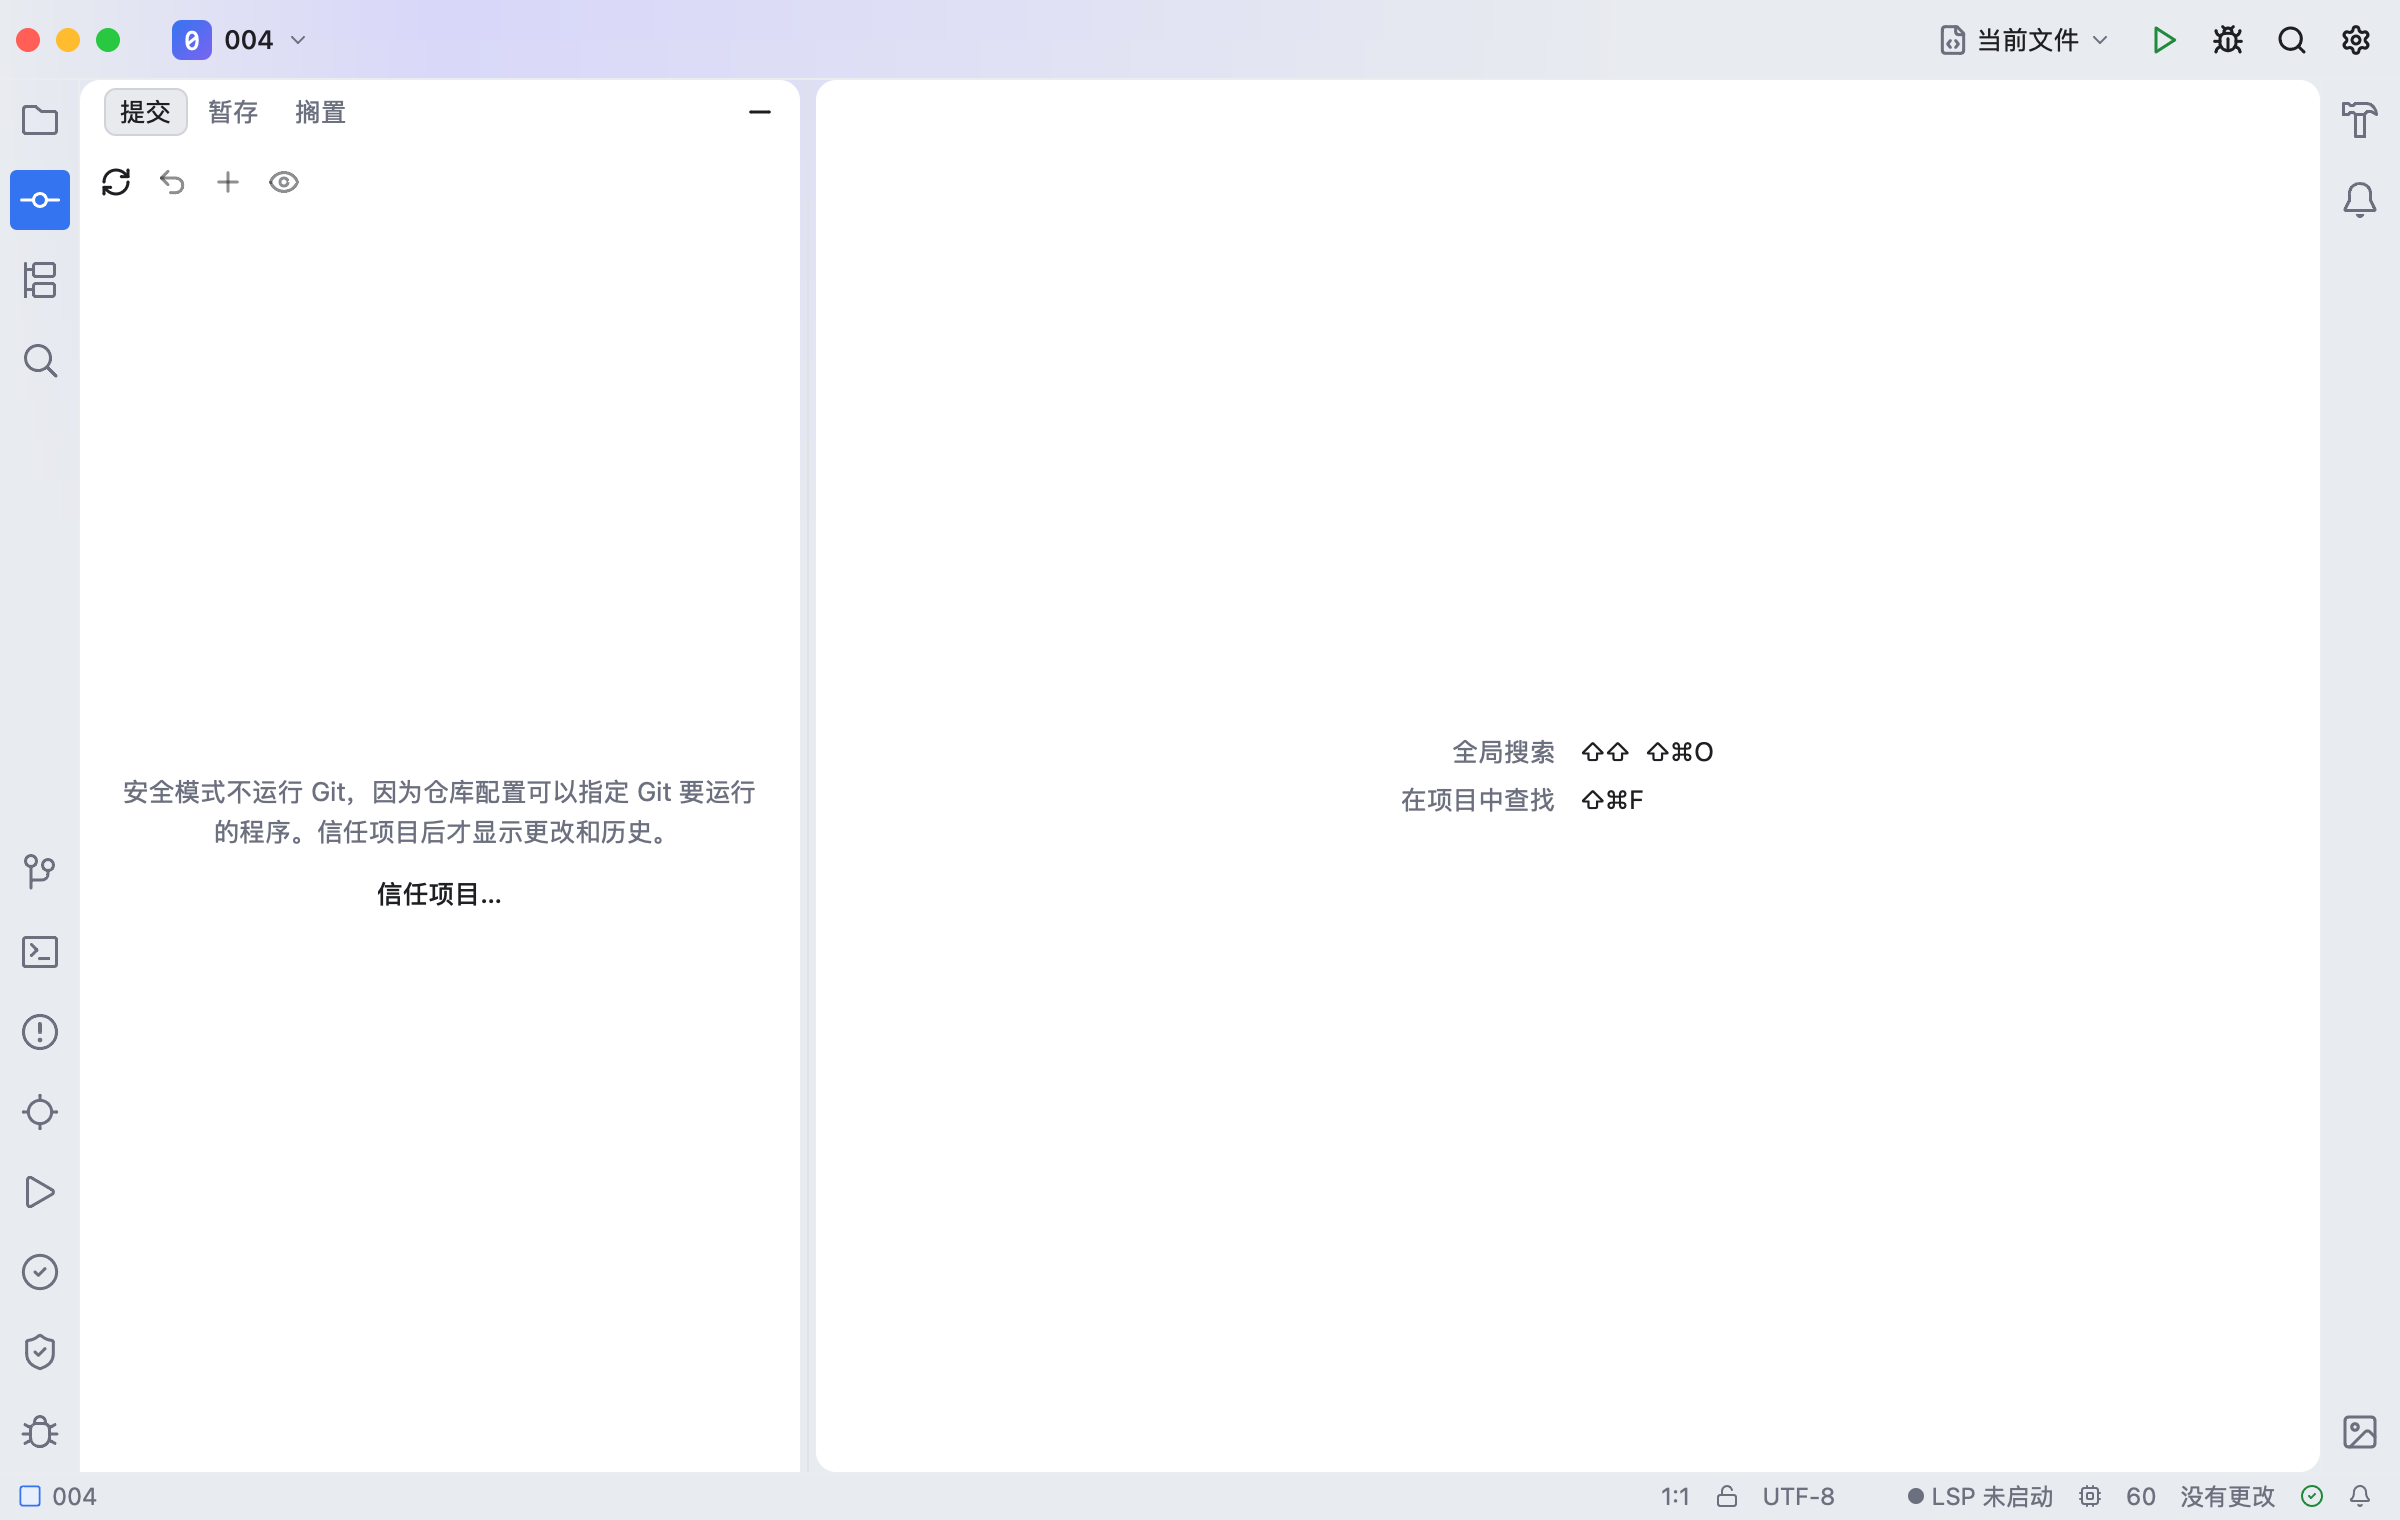 0 004
当前文件
提交 暂存 搁置
安全模式不运行 Git，因为仓库配置可以指定 Git 要运行
的程序。信任项目后才显示更改和历史。
信任项目...
全局搜索 ⇧⇧ ⇧⌘O
在项目中查找 ⇧⌘F
004
1:1 UTF-8 LSP 未启动 60 没有更改